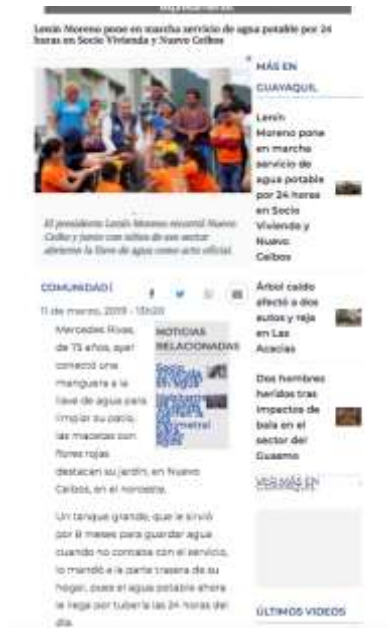 Lenín Moreno pone en marcha servicio de agua potable por 24
horas en Socio Vivienda y Nuevo Ceibos
El presidente Lenín Moreno recorrió Nuevo
Ceibo y junto con niños de ese sector
abrieron la llave de agua como acto oficial.
COMUNIDAD|
11 de marzo, 2019 - 13h20
Mercedes Rivas,
de 75 años, ayer
conectó una
manguera a la
llave de agua para
limpiar su patio,
las macetas con
flores rojas
destacan su jardín, en Nuevo
Ceibos, en el noroeste.
NOTICIAS
RELACIONADAS
Un tanque grande, que le sirvió
por 8 meses para guardar agua
cuando no contaba con el servicio,
lo mandó a la parte trasera de su
hogar, pues el agua potable ahora
le llega por tubería las 24 horas del
día.
MÁS EN
GUAYAQUIL
Lenín
Moreno pone
en marcha
servicio de
agua potable
por 24 horas
en Socio
Vivienda y
Nuevo
Ceibos
Árbol caído
afectó a dos
autos y reja
en Las
Acacias
Dos hombres
heridos tras
impactos de
bala en el
sector del
Guasmo
VER MÁS EN
ÚLTIMOS VIDEOS